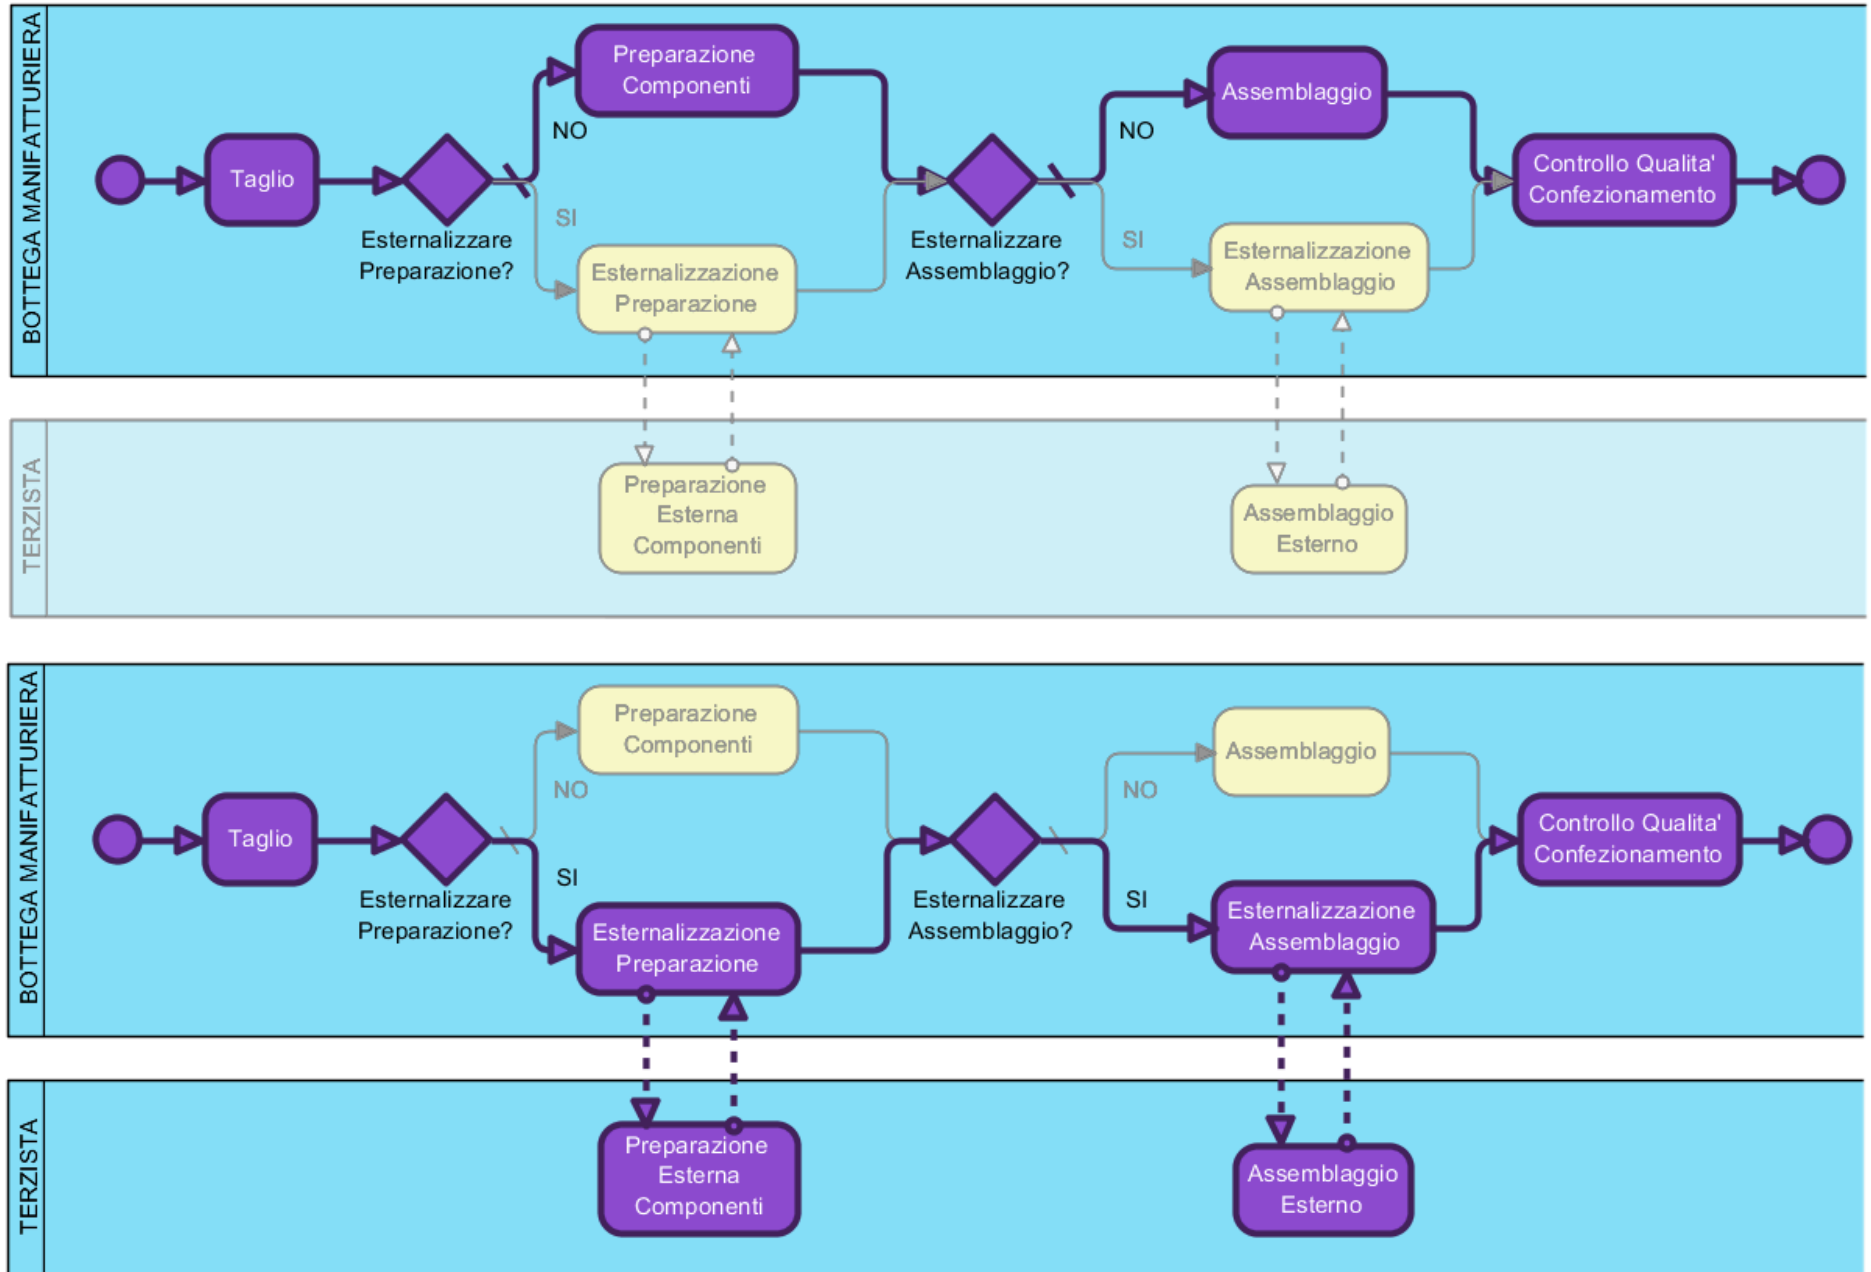 BOTTEGA MANIFATTURIERA
Taglio
Esternalizzare
Preparazione?
NO
Preparazione
Componenti
SI
Esternalizzazione
Preparazione
Esternalizzare
Assemblaggio?
NO
Assemblaggio
SI
Esternalizzazione
Assemblaggio
Controllo Qualita'
Confezionamento
TERZISTA
Preparazione
Esterna
Componenti
Assemblaggio
Esterno
BOTTEGA MANIFATTURIERA
Taglio
Esternalizzare
Preparazione?
Preparazione
Componenti
NO
SI
Esternalizzazione
Preparazione
Esternalizzare
Assemblaggio?
Assemblaggio
NO
SI
Esternalizzazione
Assemblaggio
Controllo Qualita'
Confezionamento
TERZISTA
Preparazione
Esterna
Componenti
Assemblaggio
Esterno